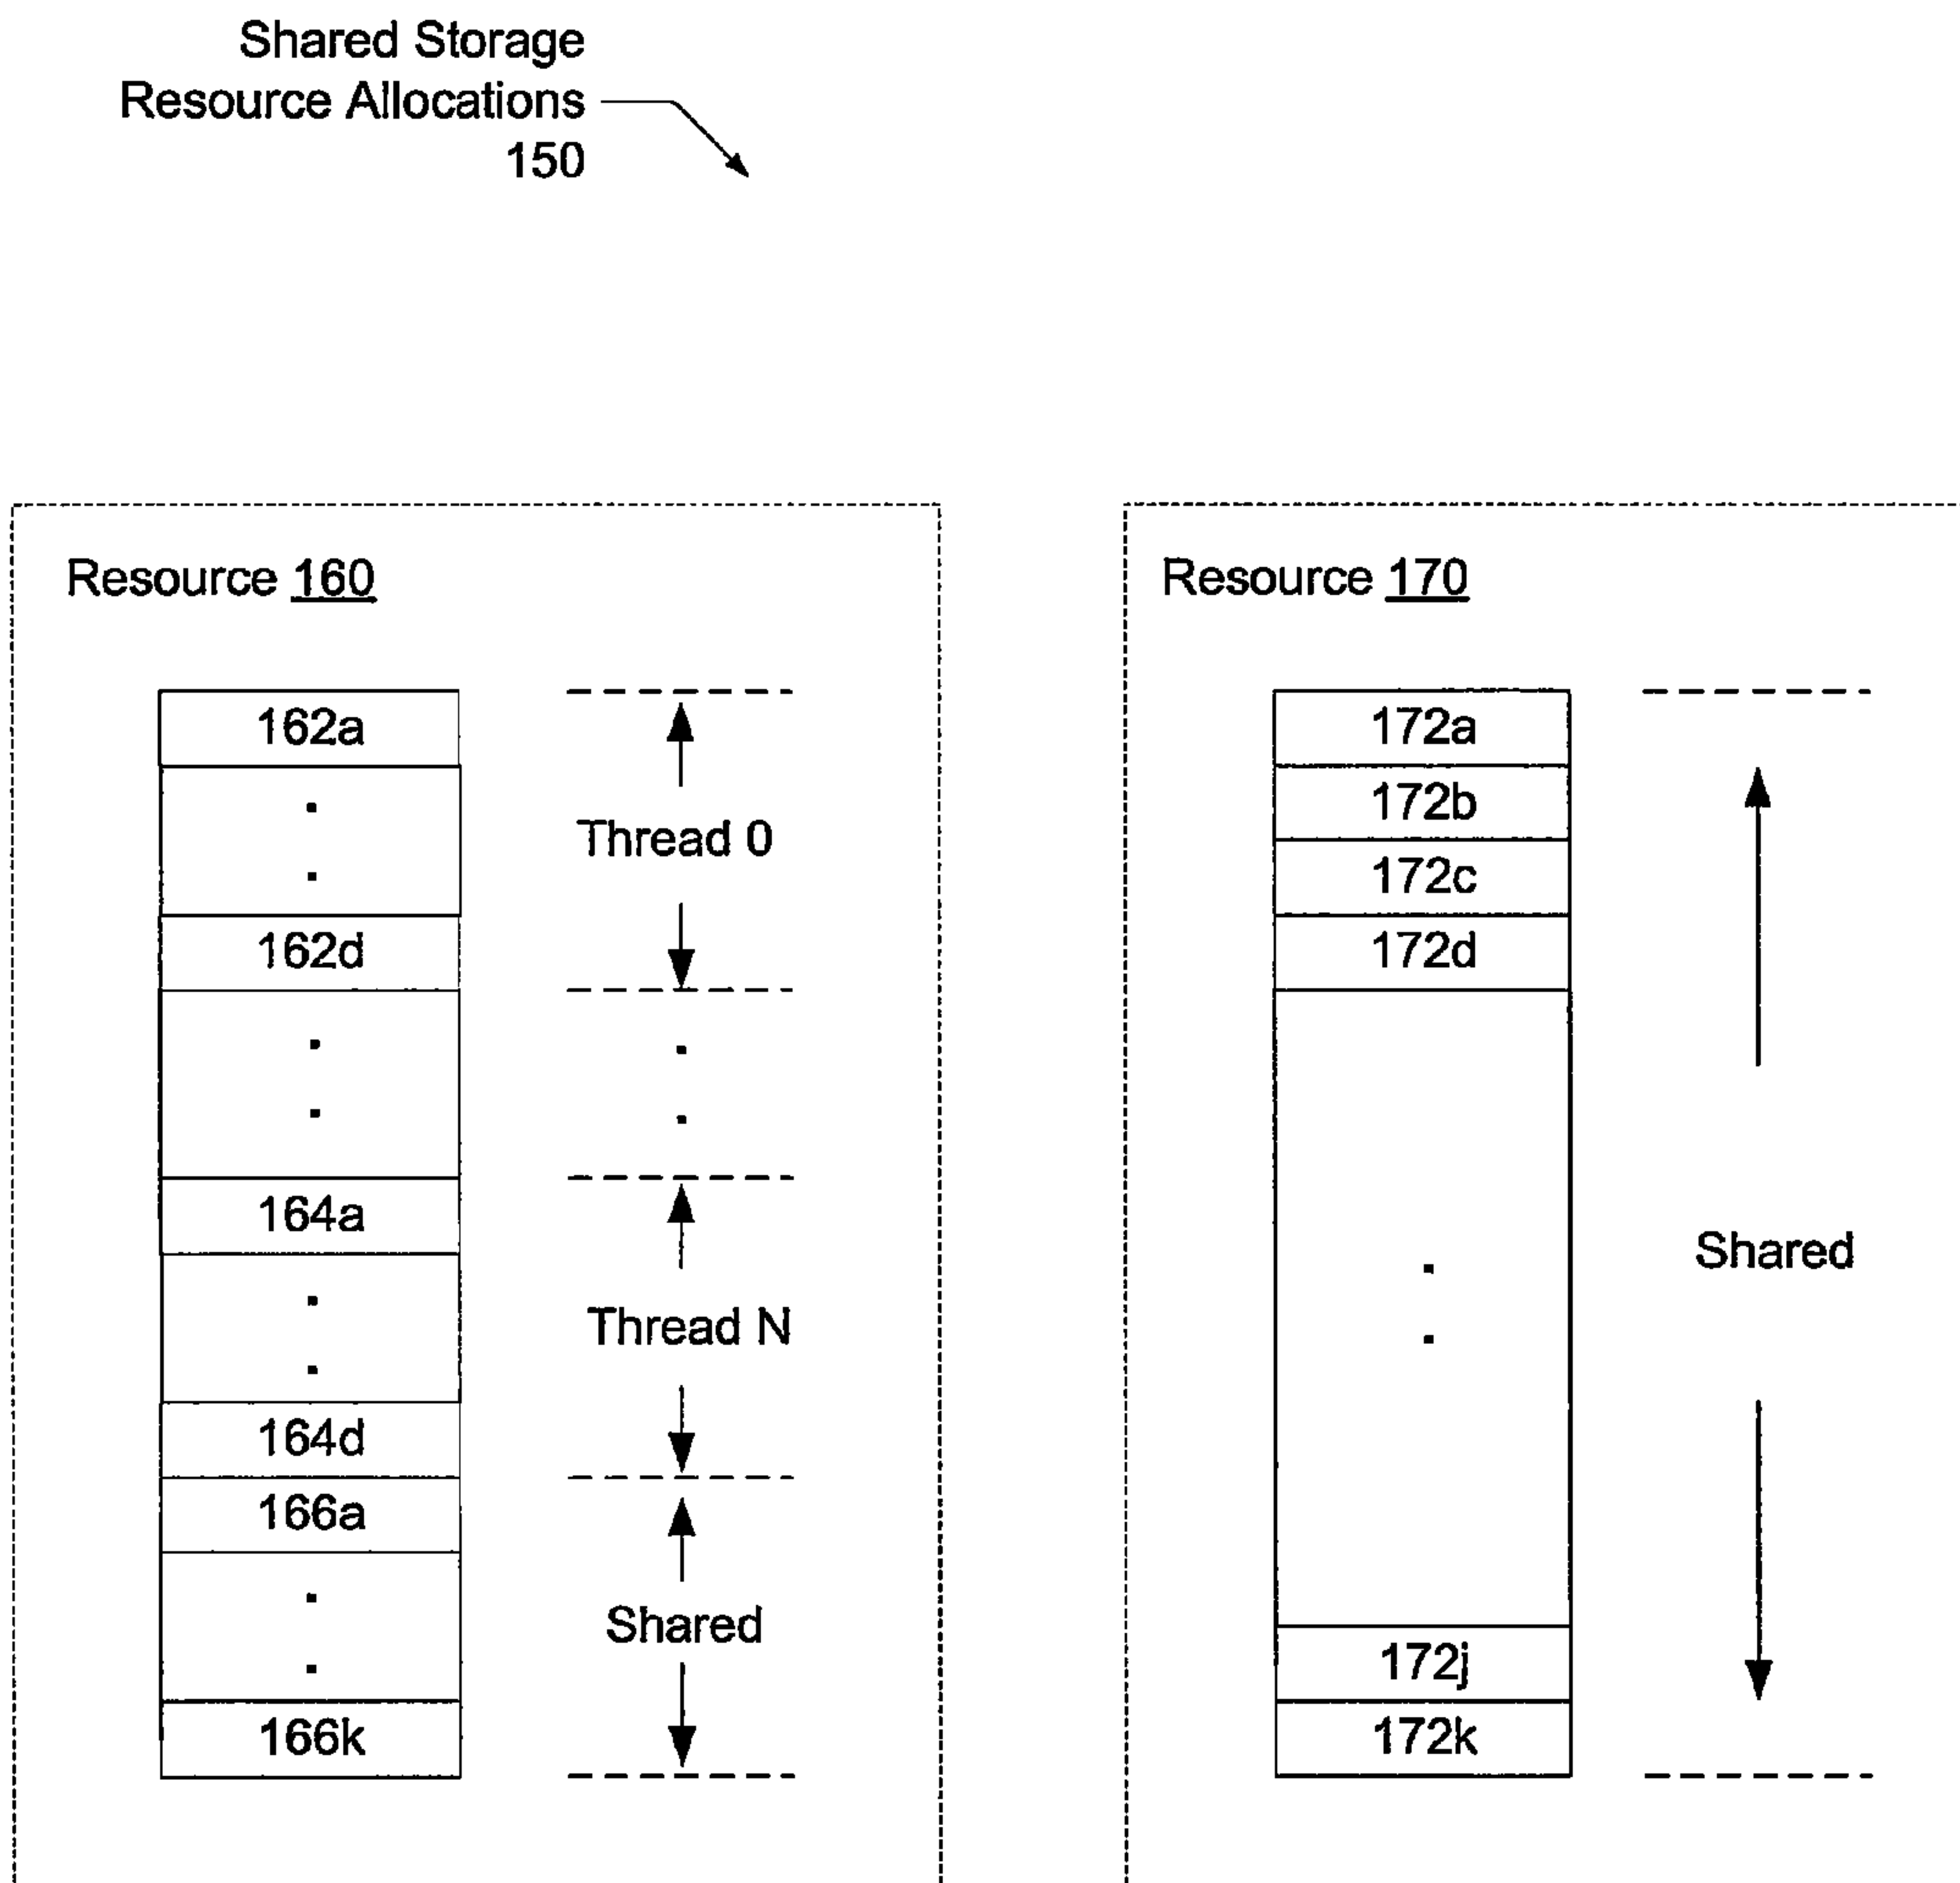 Shared Storage
Resource Allocations
150
Resource 160
162a
162d
164a
164d
166a
166k
Thread 0
Thread N
Shared
Resource 170
172a
172b
172c
172d
172j
172k
Shared